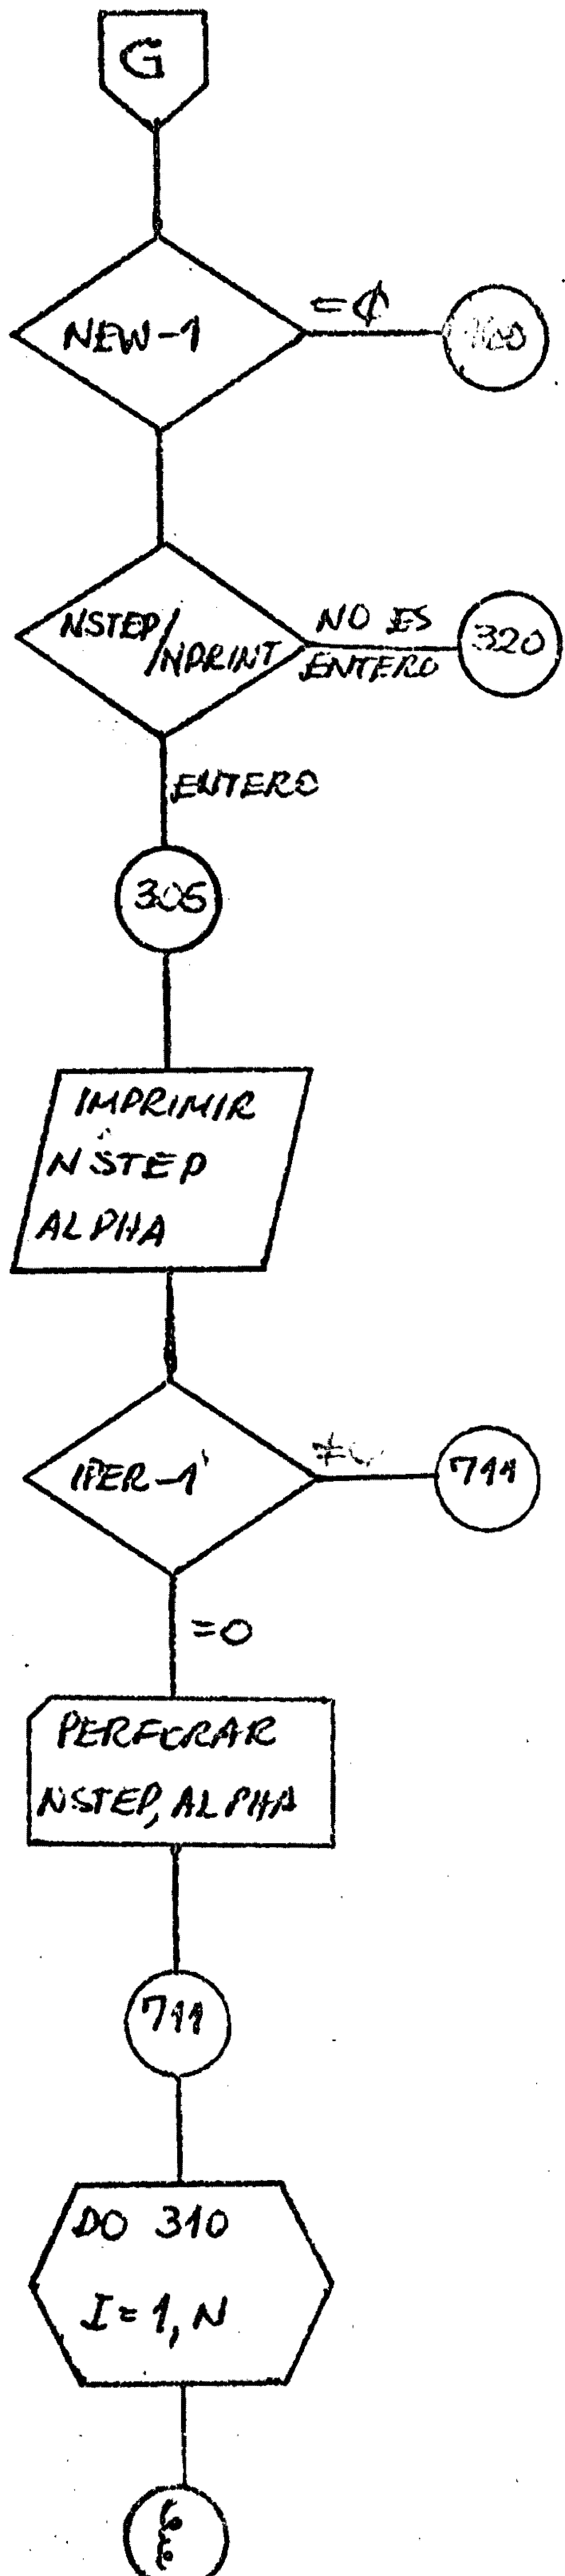 G
NEW-1
=φ
NSTEP/NPRINT
NO ES
ENTERO
320
ENTERO
305
IMPRIMIR
NSTEP
ALPHA
IPER-1
711
=0
PERFORAR
NSTEP, ALPHA
711
DO 310
I=1, N